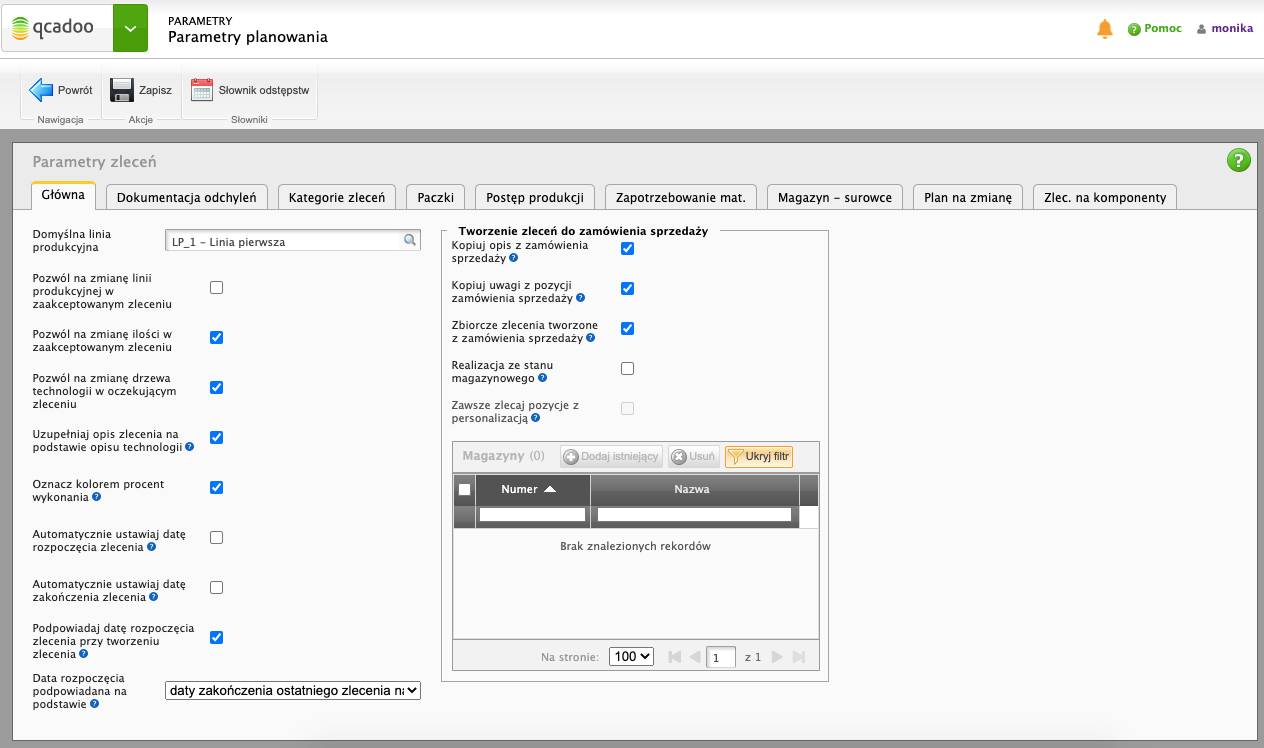 qcadoo
PARAMETRY
Parametry planowania
Pomoc
monika
Powrót
Nawigacja
Zapisz
Akcje
Słownik odstępstw
Słowniki
Parametry zleceń
?
Główna
Dokumentacja odchyleń
Kategorie zleceń
Paczki
Postęp produkcji
Zapotrzebowanie mat.
Magazyn - surowce
Plan na zmianę
Zlec. na komponenty
Domyślna linia
produkcyjna
LP_1 - Linia pierwsza
Pozwól na zmianę linii
produkcyjnej w
zaakceptowanym zleceniu
Pozwól na zmianę ilości w
zaakceptowanym zleceniu
Pozwól na zmianę drzewa
technologii w oczekującym
zleceniu
Uzupełniaj opis zlecenia na
podstawie opisu technologii
Oznacz kolorem procent
wykonania
Automatycznie ustawiaj datę
rozpoczęcia zlecenia
Automatycznie ustawiaj datę
zakończenia zlecenia
Podpowiadaj datę rozpoczęcia
zlecenia przy tworzeniu
zlecenia
Data rozpoczęcia
podpowiadana na
podstawie
daty zakończenia ostatniego zlecenia na
Tworzenie zleceń do zamówienia sprzedaży
Kopiuj opis z zamówienia
sprzedaży
Kopiuj uwagi z pozycji
zamówienia sprzedaży
Zbiorcze zlecenia tworzone
z zamówienia sprzedaży
Realizacja ze stanu
magazynowego
Zawsze zlecaj pozycje z
personalizacją
Magazyny (0)
Dodaj istniejący
Usuń
Ukryj filtr
Numer
Nazwa
Brak znalezionych rekordów
Na stronie:
100
1
z 1